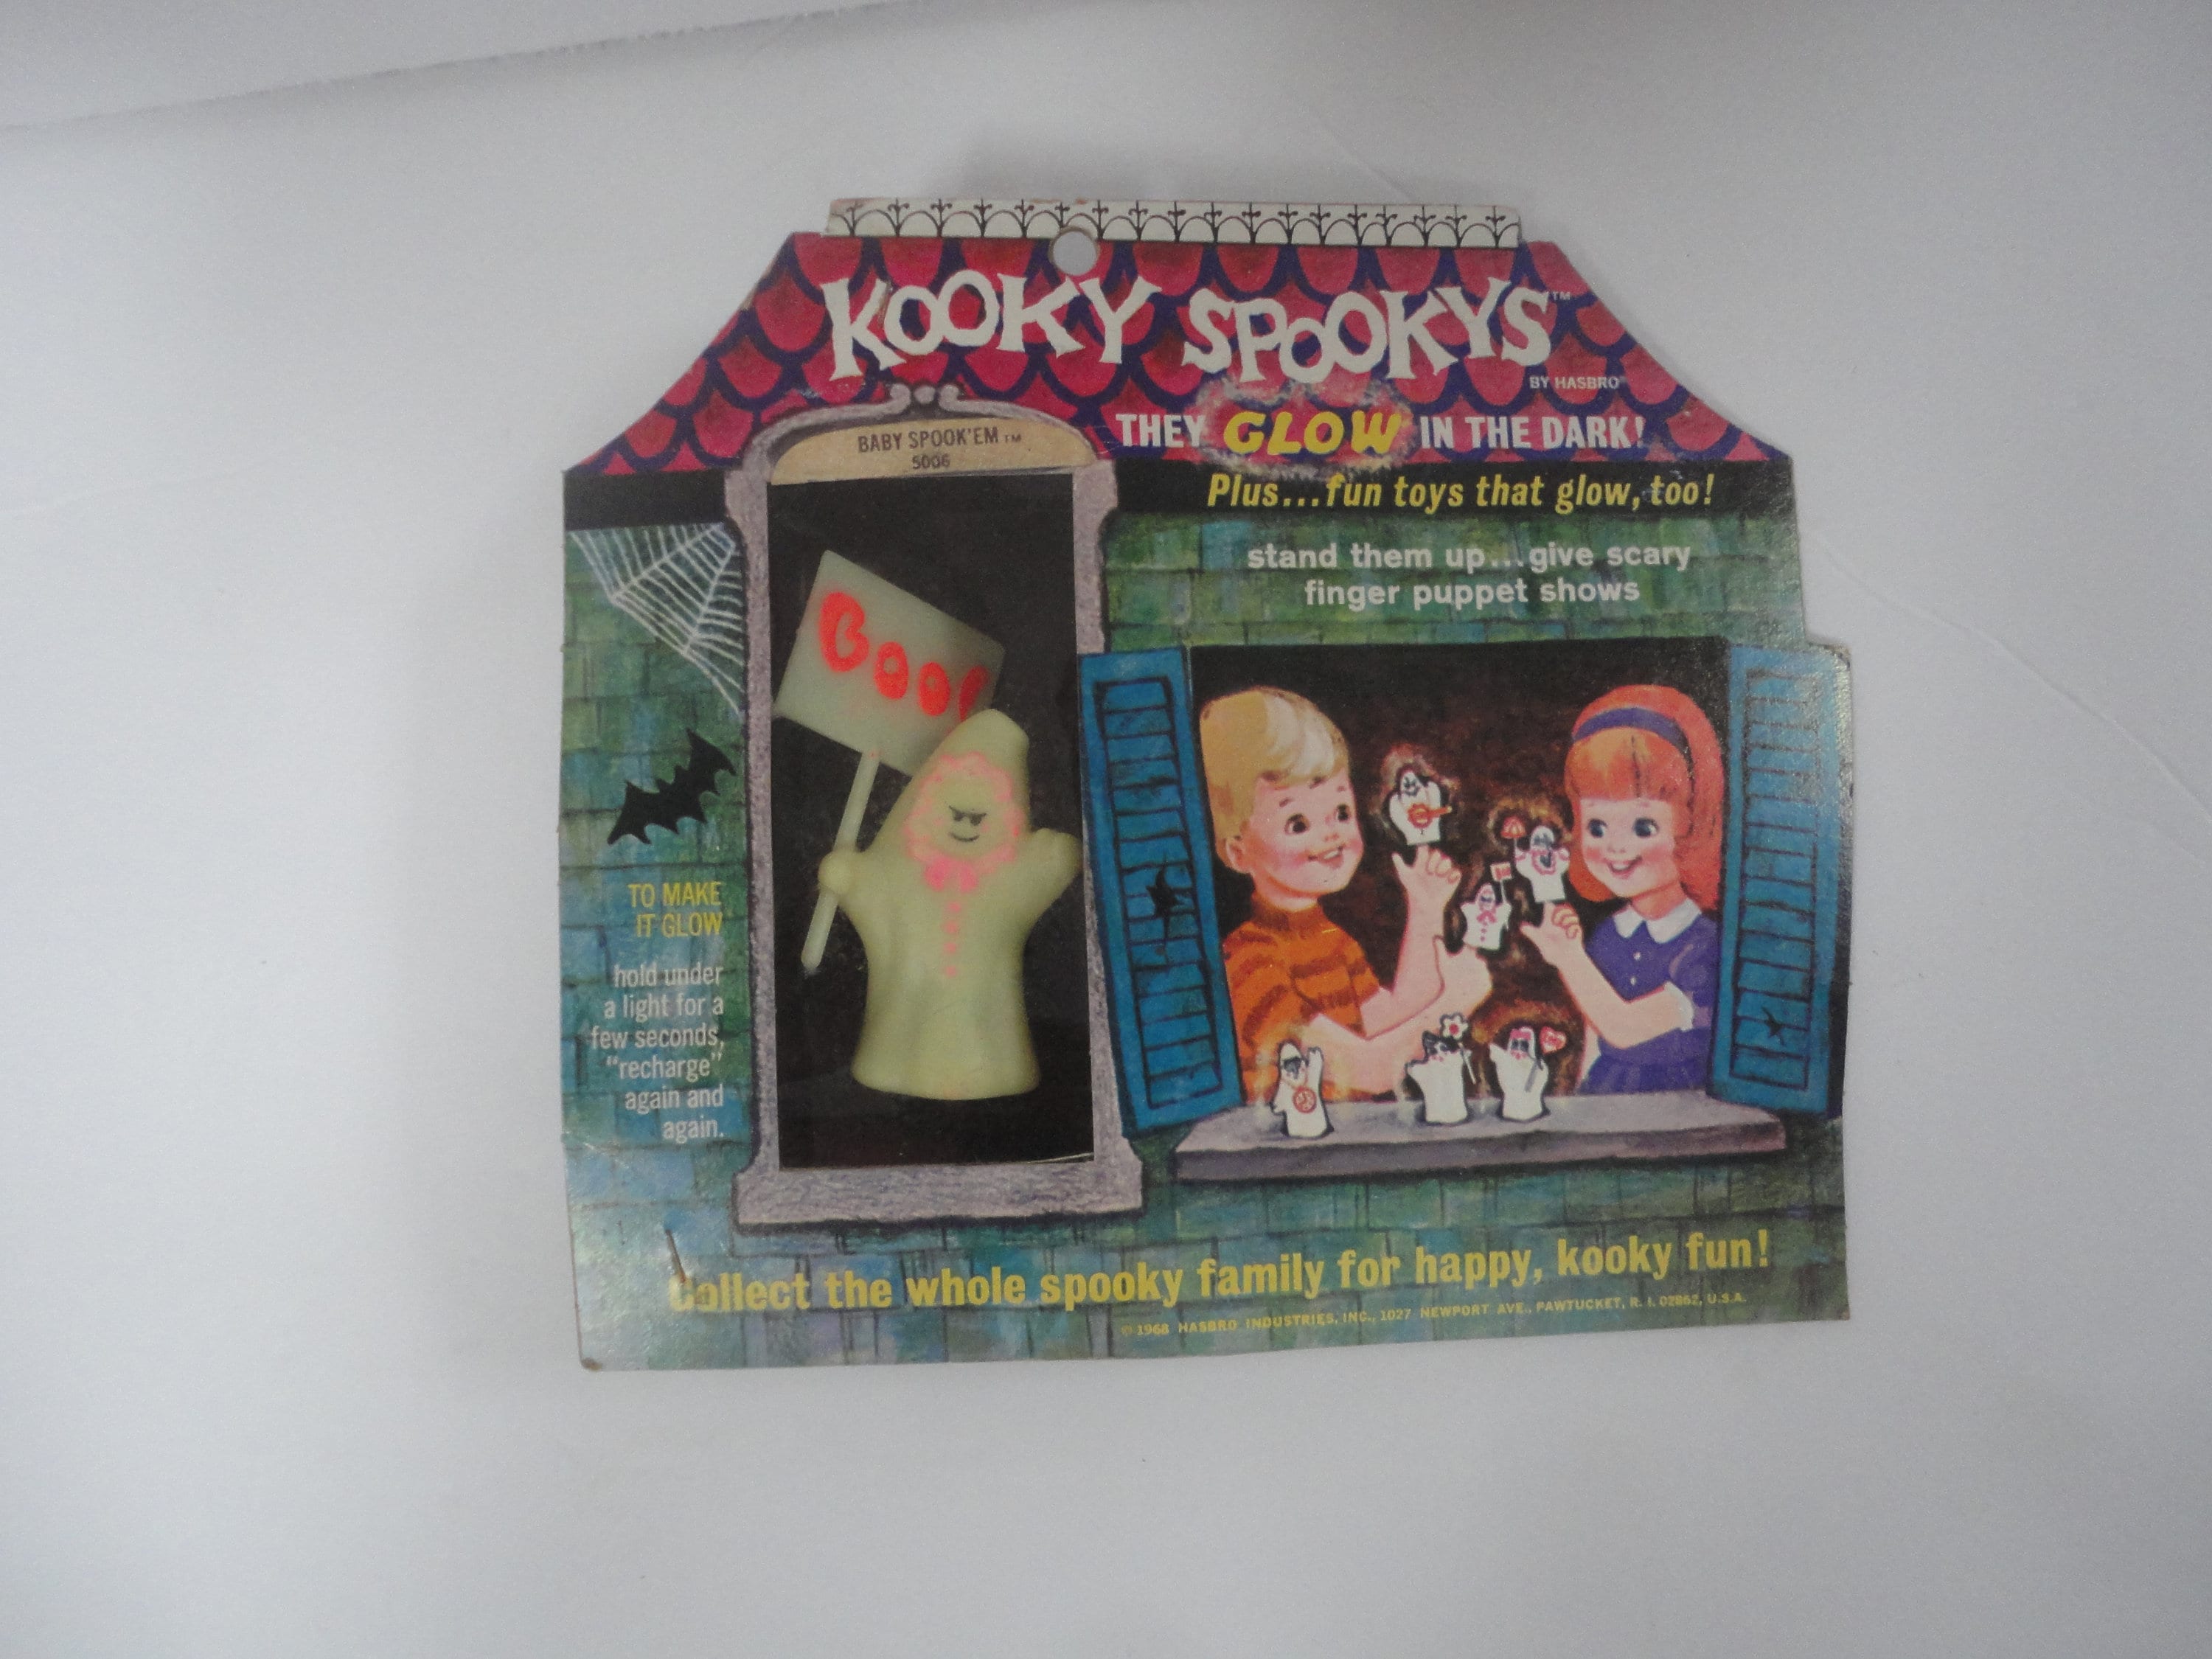 KOOKY SPOOKYS™
BY HASBRO®
THEY GLOW IN THE DARK!
Plus...fun toys that glow, too!
BABY SPOOK'EM™
5006
stand them up...give scary
finger puppet shows
Boo!
TO MAKE
IT GLOW
hold under
a light for a
few seconds,
"recharge"
again and
again.
Collect the whole spooky family for happy, kooky fun!
© 1968 HASBRO INDUSTRIES, INC., 1027 NEWPORT AVE., PAWTUCKET, R. I. 02862, U.S.A.